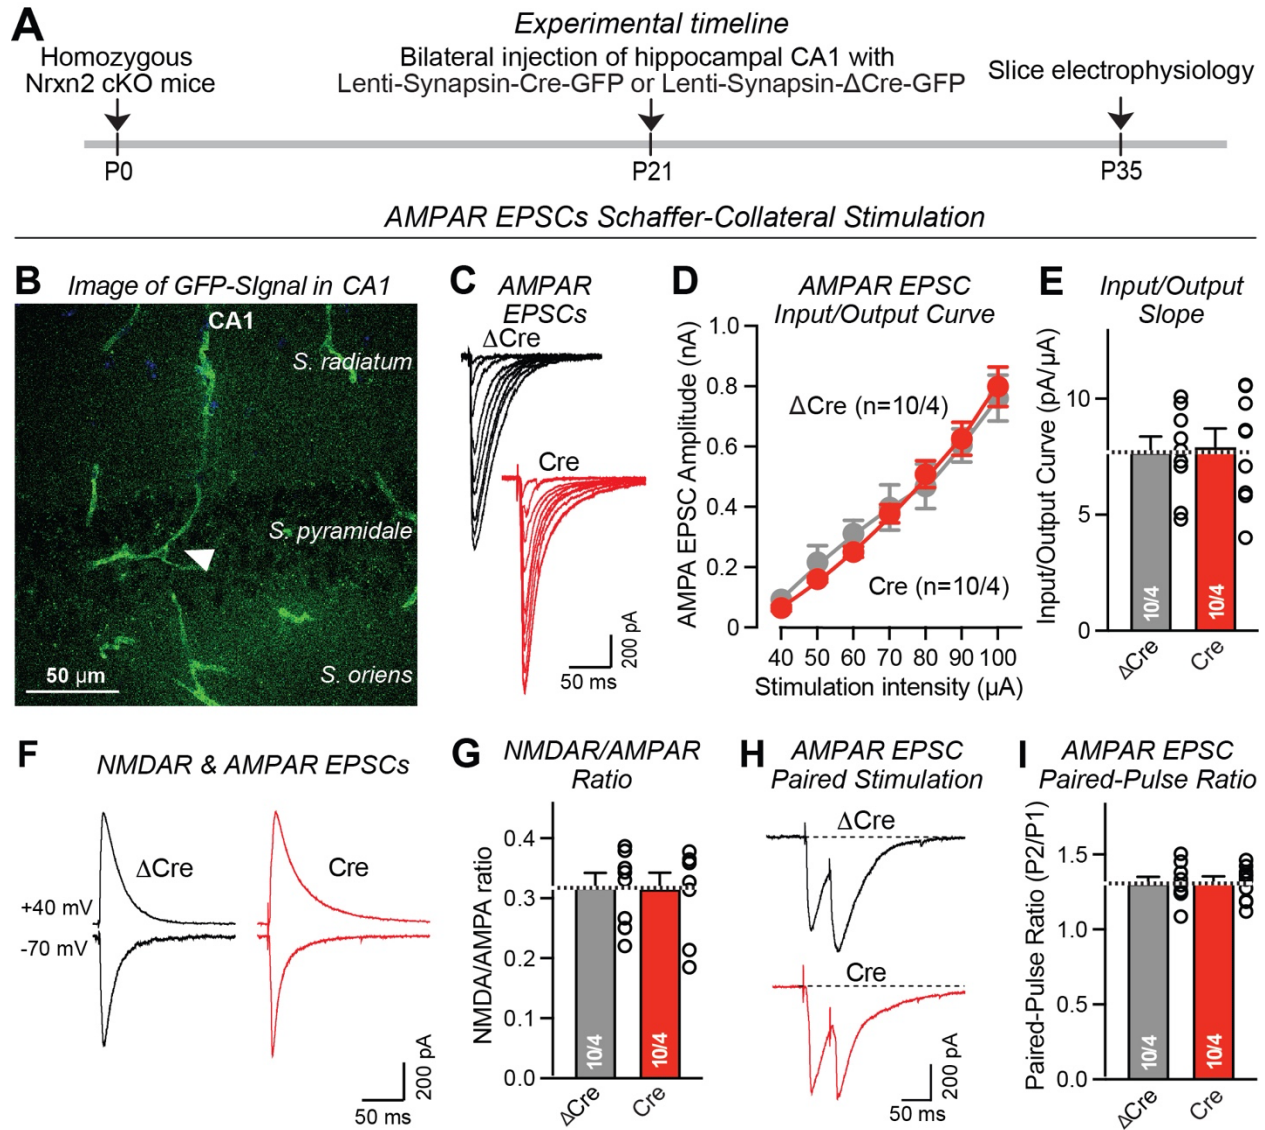 A
Experimental timeline
Homozygous
Nrxn2 cKO mice
Bilateral injection of hippocampal CA1 with
Lenti-Synapsin-Cre-GFP or Lenti-Synapsin-ΔCre-GFP
Slice electrophysiology
P0
P21
P35
AMPAR EPSCs Schaffer-Collateral Stimulation
B
Image of GFP-SIgnal in CA1
CA1
S. radiatum
S. pyramidale
S. oriens
50 μm
C
AMPAR
EPSCs
ΔCre
Cre
200 pA
50 ms
D
AMPAR EPSC
Input/Output Curve
AMPA EPSC Amplitude (nA)
1.0
0.8
0.6
0.4
0.2
0
ΔCre (n=10/4)
Cre (n=10/4)
40 50 60 70 80 90 100
Stimulation intensity (μA)
E
Input/Output
Slope
Input/Output Curve (pA/μA)
10
5
0
10/4
10/4
ΔCre
Cre
F
NMDAR & AMPAR EPSCs
ΔCre
Cre
+40 mV
-70 mV
200 pA
50 ms
G
NMDAR/AMPAR
Ratio
NMDA/AMPA ratio
0.4
0.3
0.2
0.1
0.0
10/4
10/4
ΔCre
Cre
H
AMPAR EPSC
Paired Stimulation
ΔCre
Cre
200 pA
50 ms
I
AMPAR EPSC
Paired-Pulse Ratio
Paired-Pulse Ratio (P2/P1)
1.5
1.0
0.5
0.0
10/4
10/4
ΔCre
Cre